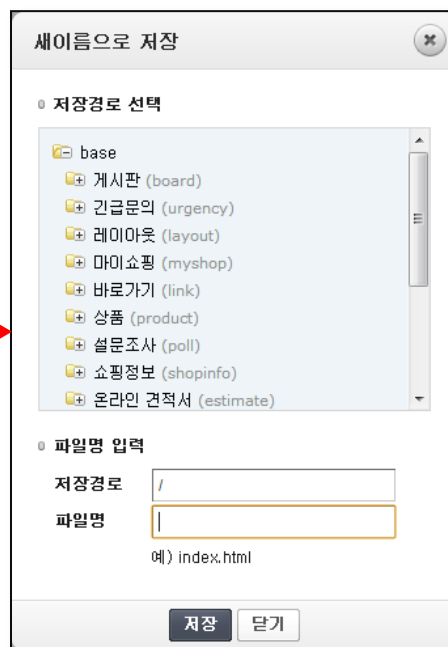 새이름으로 저장
저장경로 선택
base
게시판 (board)
긴급문의 (urgency)
레이아웃 (layout)
마이쇼핑 (myshop)
바로가기 (link)
상품 (product)
설문조사 (poll)
쇼핑정보 (shopinfo)
온라인 견적서 (estimate)
파일명 입력
저장경로 /
파일명
예) index.html
저장 닫기